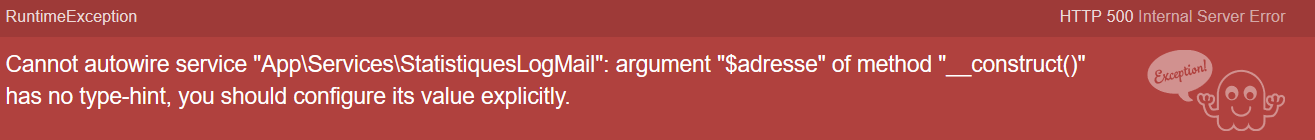 RuntimeException
HTTP 500 Internal Server Error
Cannot autowire service "App\Services\StatistiquesLogMail": argument "$adresse" of method "__construct()"
has no type-hint, you should configure its value explicitly.
Exception!